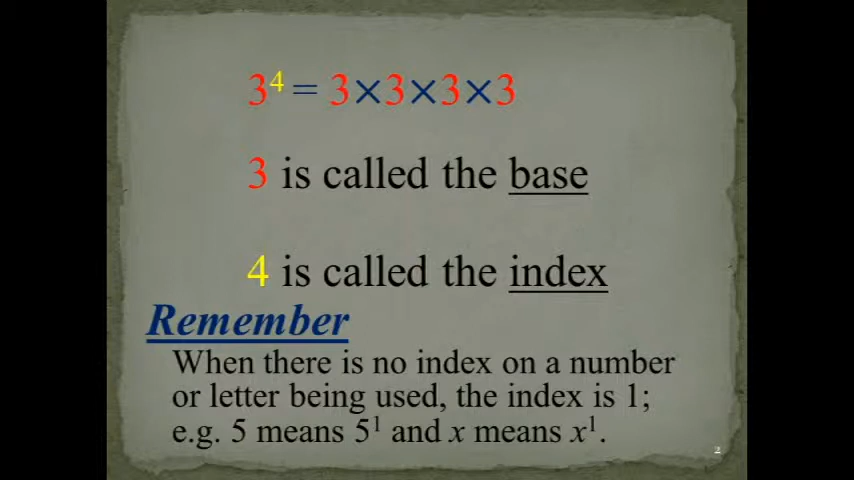 3⁴ = 3×3×3×3
3 is called the base
4 is called the index
Remember
When there is no index on a number
or letter being used, the index is 1;
e.g. 5 means 5¹ and x means x¹.
2